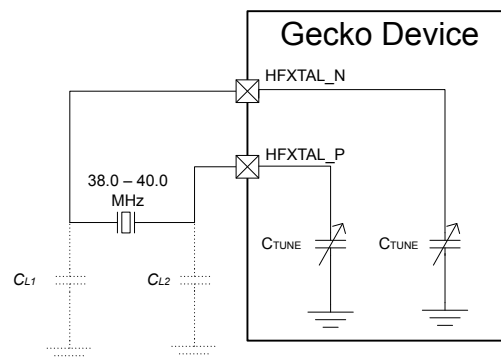 Gecko Device
HFXTAL_N
HFXTAL_P
38.0 – 40.0
MHz
CTUNE
CTUNE
CL1
CL2